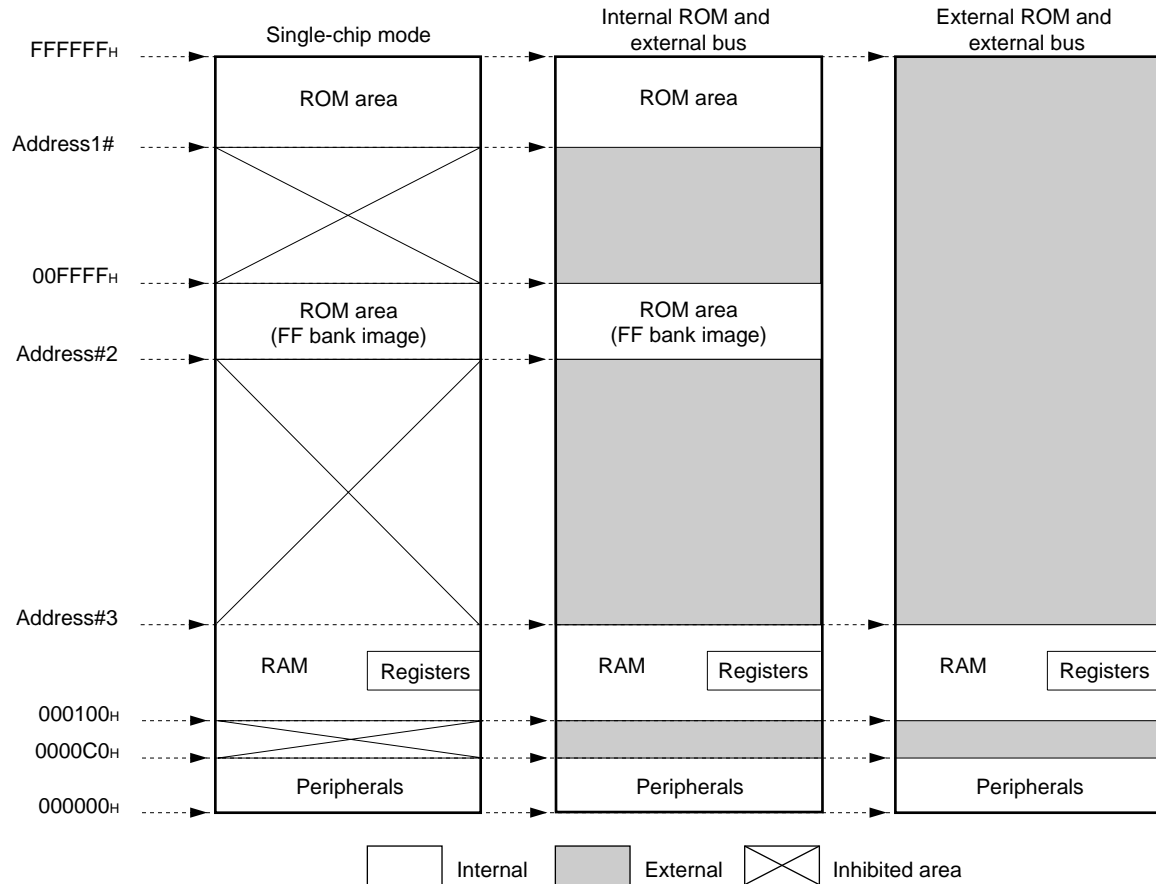 Single-chip mode
Internal ROM and
external bus
External ROM and
external bus
FFFFFFH
ROM area
ROM area
Address1#
00FFFFH
ROM area
(FF bank image)
ROM area
(FF bank image)
Address#2
Address#3
RAM
Registers
RAM
Registers
RAM
Registers
000100H
0000C0H
Peripherals
Peripherals
Peripherals
000000H
Internal
External
Inhibited area